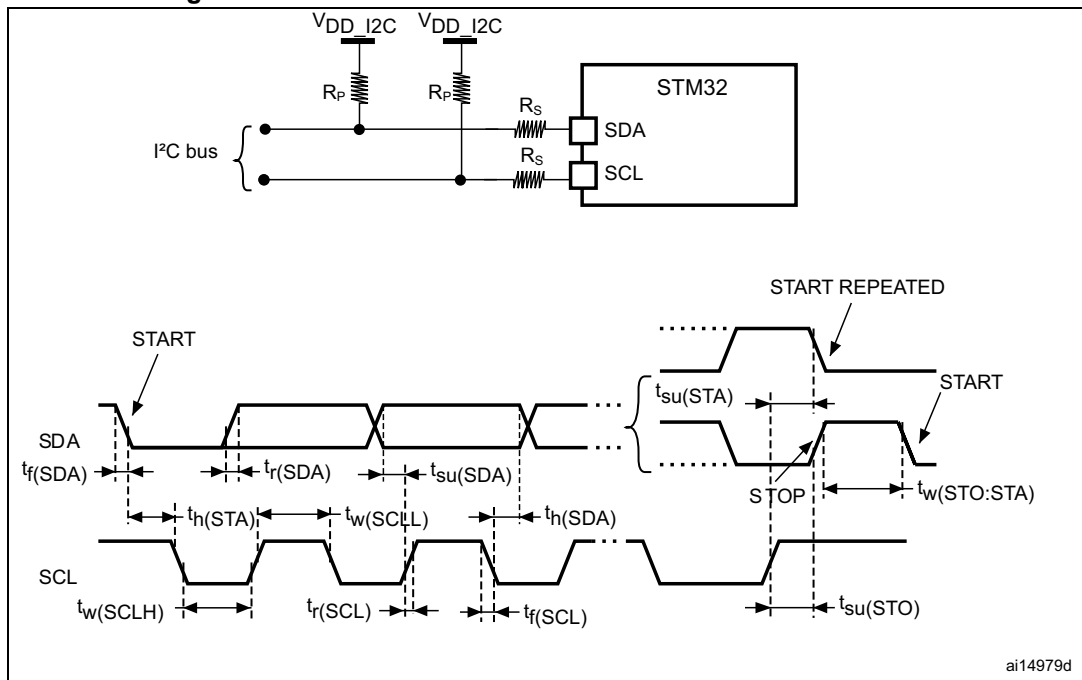 VDD_I2C VDD_I2C
RP RP
STM32
RS
SDA
I²C bus
RS
SCL
START REPEATED
START
START
tsu(STA)
SDA
tf(SDA) tr(SDA) tsu(SDA)
STOP tw(STO:STA)
th(STA) tw(SCLL) th(SDA)
SCL
tw(SCLH) tr(SCL) tf(SCL) tsu(STO)
ai14979d